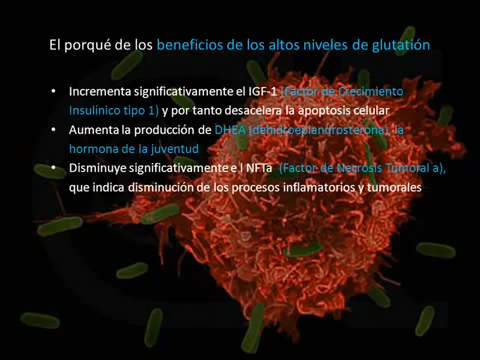 El porqué de los beneficios de los altos niveles de glutatión
• Incrementa significativamente el IGF-1 (Factor de Crecimiento
Insulínico tipo 1) y por tanto desacelera la apoptosis celular
• Aumenta la producción de DHEA (dehidroepiandrosterona), la
hormona de la juventud
• Disminuye significativamente e l NFTa (Factor de Necrosis Tumoral a),
que indica disminución de los procesos inflamatorios y tumorales